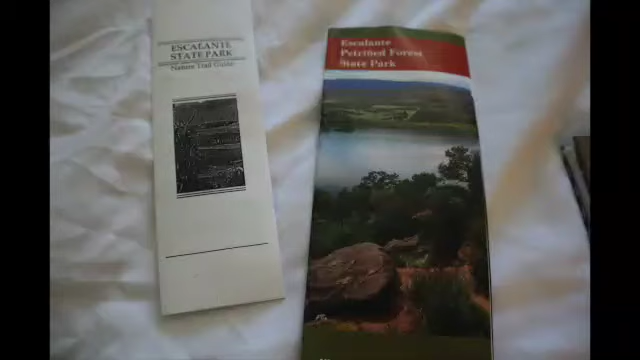 ESCALANTE
STATE PARK
Nature Trail Guide
Escalante
Petrified Forest
State Park